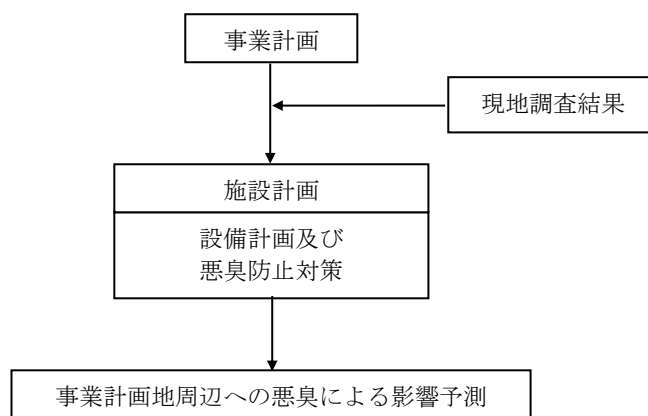 事業計画
現地調査結果
施設計画
設備計画及び
悪臭防止対策
事業計画地周辺への悪臭による影響予測